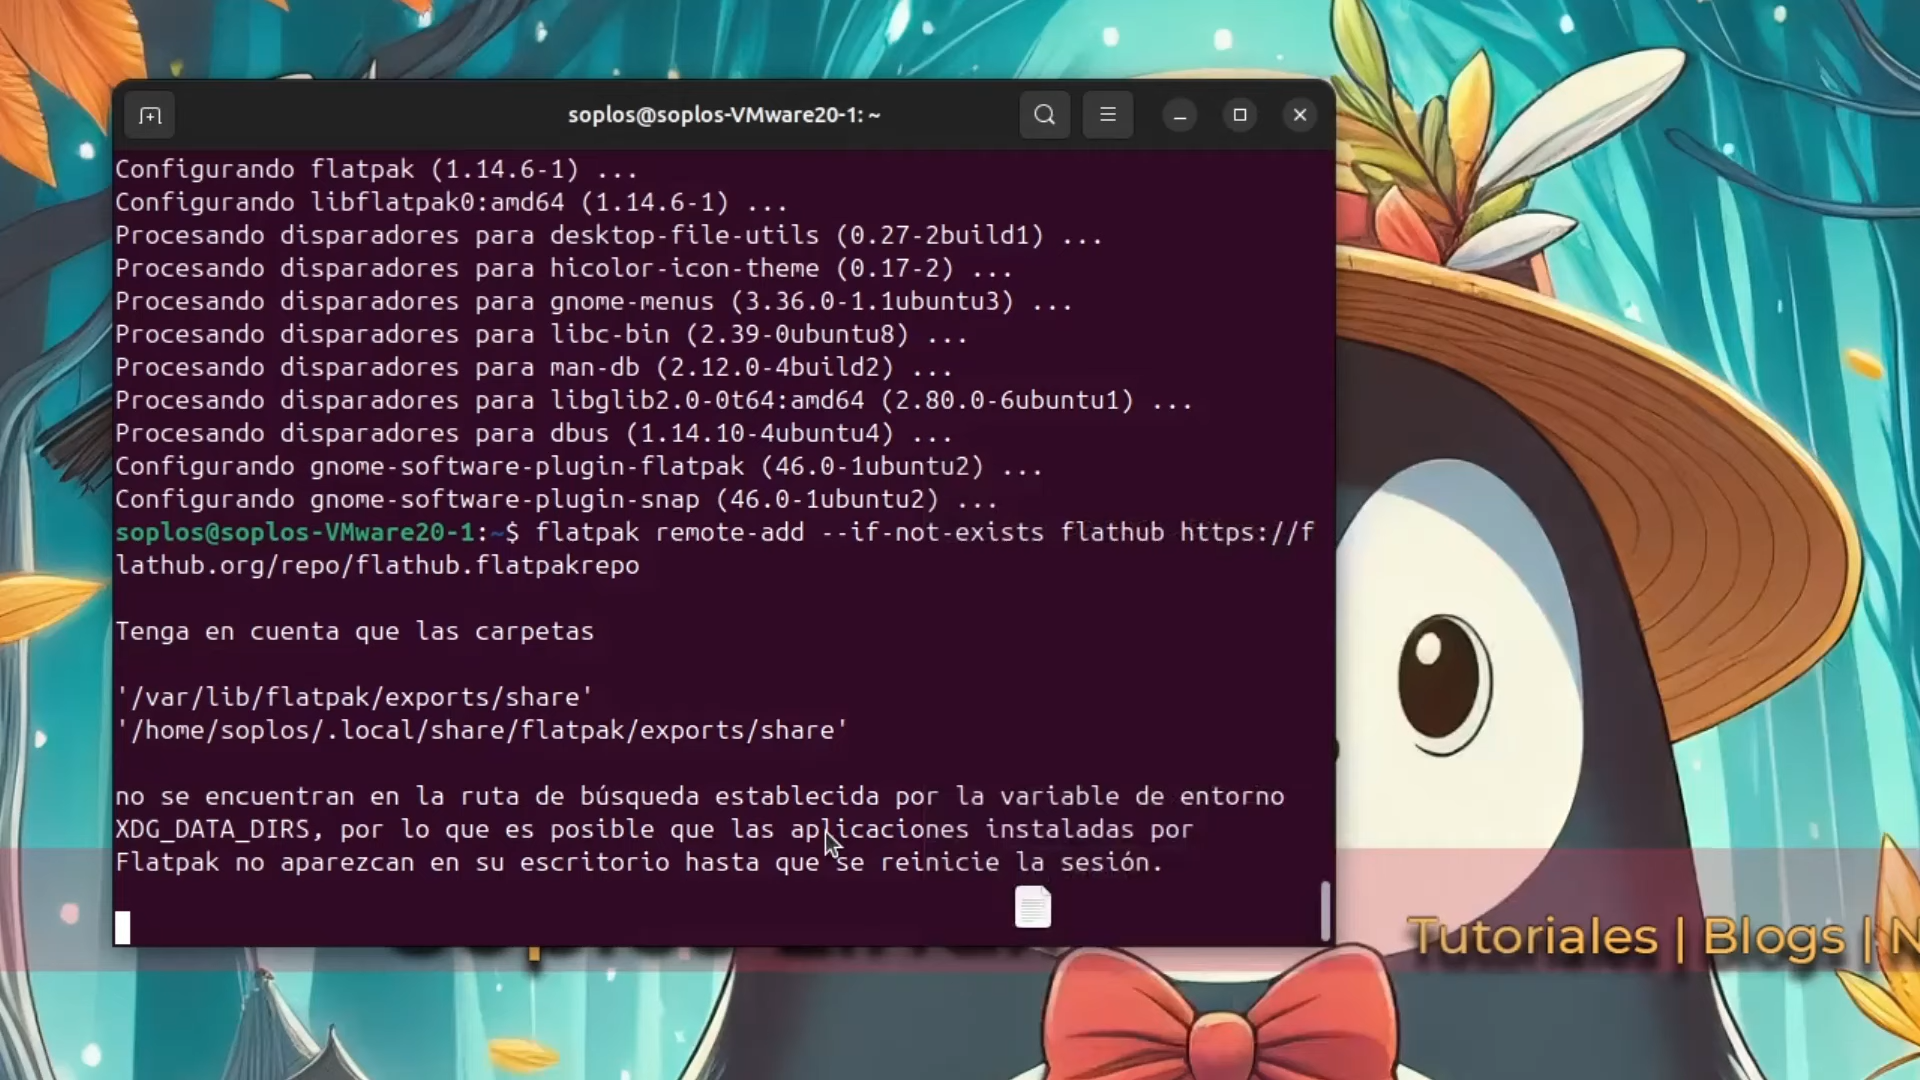 soplos@soplos-VMware20-1: ~
Configurando flatpak (1.14.6-1) ...
Configurando libflatpak0:amd64 (1.14.6-1) ...
Procesando disparadores para desktop-file-utils (0.27-2build1) ...
Procesando disparadores para hicolor-icon-theme (0.17-2) ...
Procesando disparadores para gnome-menus (3.36.0-1.1ubuntu3) ...
Procesando disparadores para libc-bin (2.39-0ubuntu8) ...
Procesando disparadores para man-db (2.12.0-4build2) ...
Procesando disparadores para libglib2.0-0t64:amd64 (2.80.0-6ubuntu1) ...
Procesando disparadores para dbus (1.14.10-4ubuntu4) ...
Configurando gnome-software-plugin-flatpak (46.0-1ubuntu2) ...
Configurando gnome-software-plugin-snap (46.0-1ubuntu2) ...
soplos@soplos-VMware20-1:~$ flatpak remote-add --if-not-exists flathub https://f
lathub.org/repo/flathub.flatpakrepo
Tenga en cuenta que las carpetas
'/var/lib/flatpak/exports/share'
'/home/soplos/.local/share/flatpak/exports/share'
no se encuentran en la ruta de búsqueda establecida por la variable de entorno
XDG_DATA_DIRS, por lo que es posible que las aplicaciones instaladas por
Flatpak no aparezcan en su escritorio hasta que se reinicie la sesión.
Tutoriales | Blogs | N